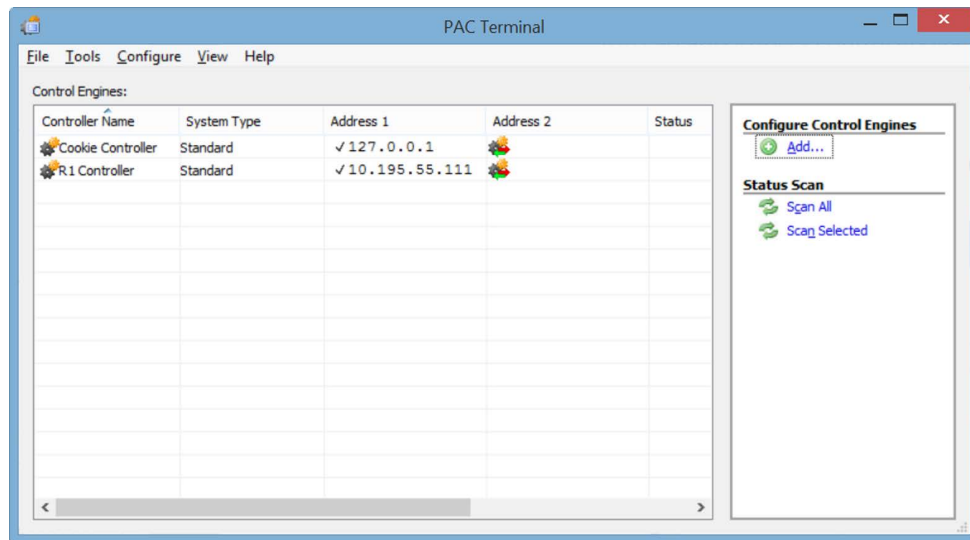 PAC Terminal
File Tools Configure View Help
Control Engines:
Controller Name System Type Address 1 Address 2 Status
Cookie Controller Standard ✓127.0.0.1
R1 Controller Standard ✓10.195.55.111
Configure Control Engines
Add...
Status Scan
Scan All
Scan Selected